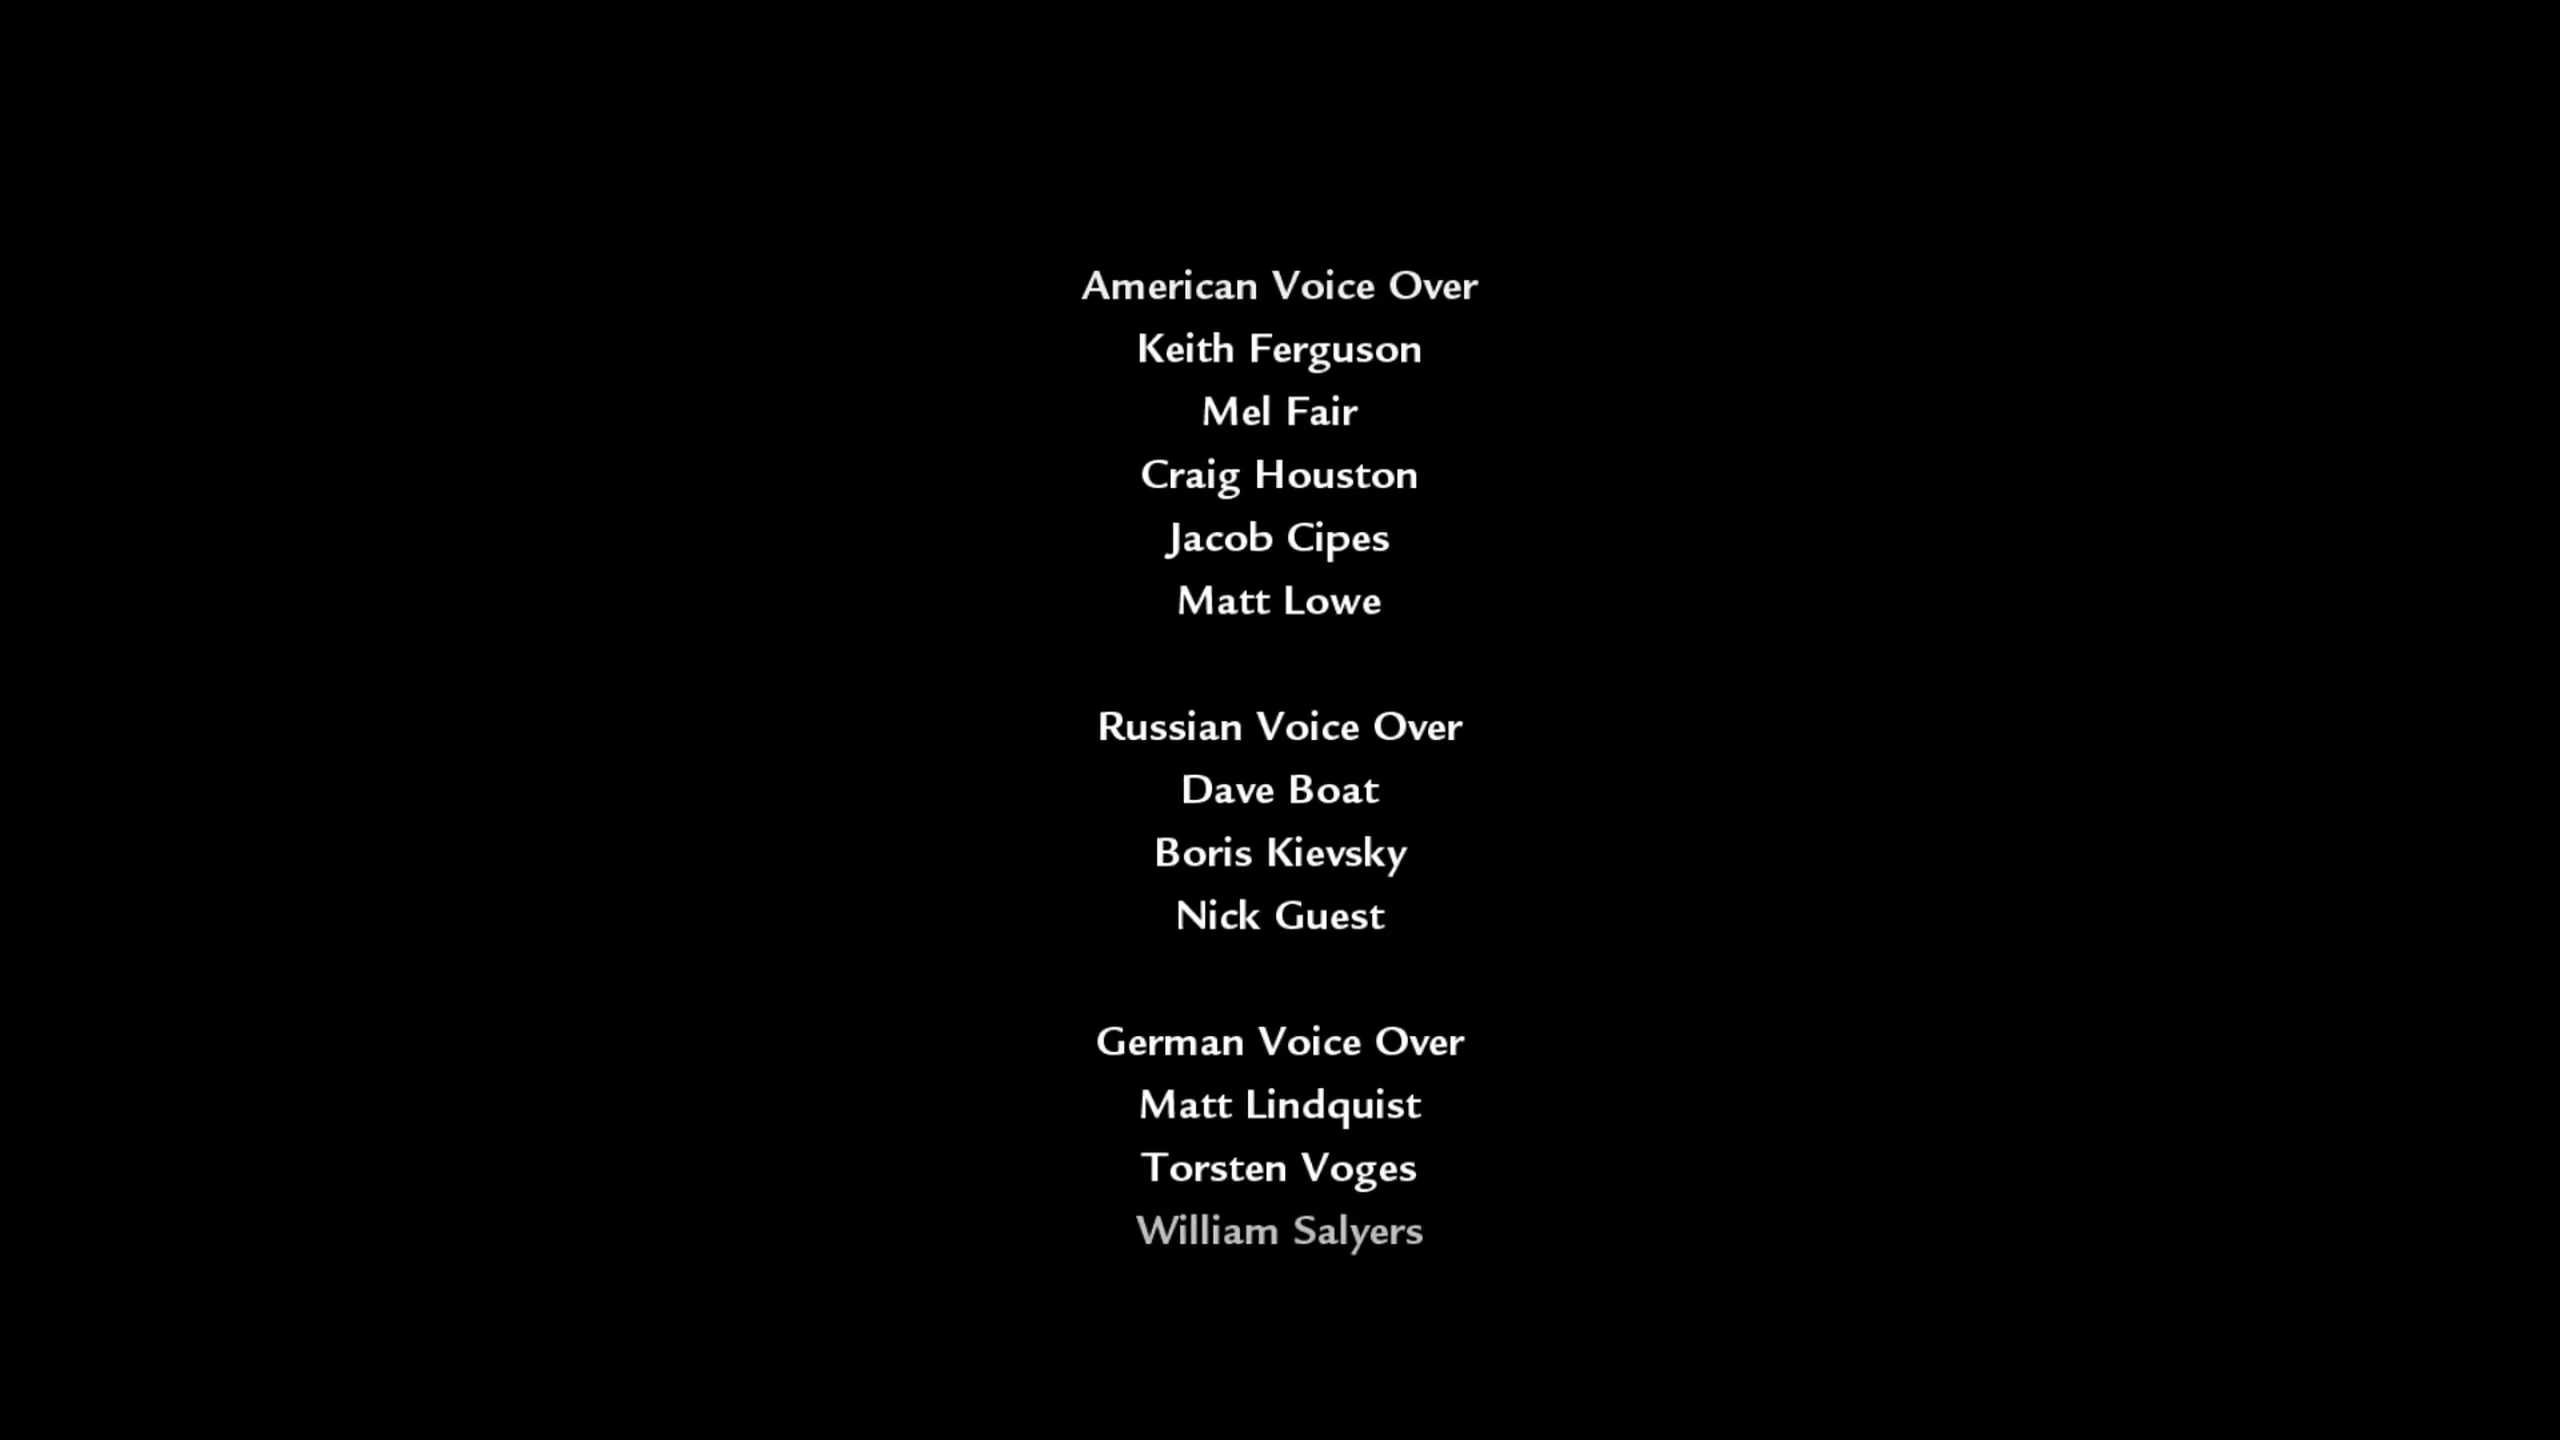 American Voice Over
Keith Ferguson
Mel Fair
Craig Houston
Jacob Cipes
Matt Lowe
Russian Voice Over
Dave Boat
Boris Kievsky
Nick Guest
German Voice Over
Matt Lindquist
Torsten Voges
William Salyers